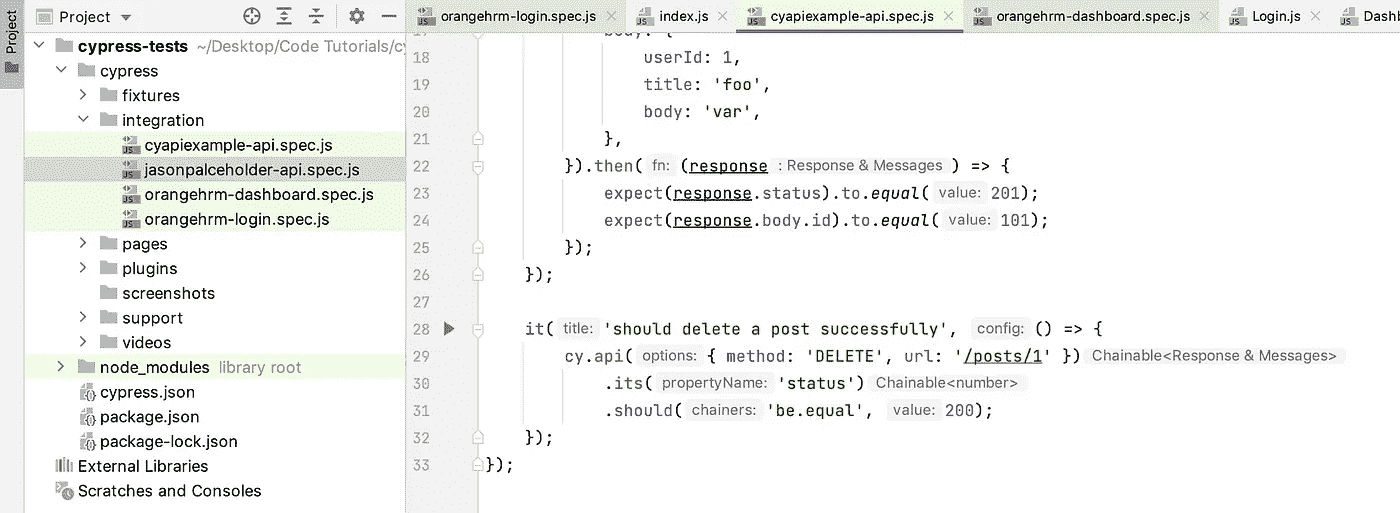 Project
Project
cypress-tests ~/Desktop/Code Tutorials/cy
cypress
fixtures
integration
cyapiexample-api.spec.js
jasonpalceholder-api.spec.js
orangehrm-dashboard.spec.js
orangehrm-login.spec.js
pages
plugins
screenshots
support
videos
node_modules library root
cypress.json
package.json
package-lock.json
External Libraries
Scratches and Consoles
orangehrm-login.spec.js index.js cyapiexample-api.spec.js orangehrm-dashboard.spec.js Login.js Dashb
17 body: {
18 userId: 1,
19 title: 'foo',
20 body: 'var',
21 },
22 }).then( fn: (response : Response & Messages ) => {
23 expect(response.status).to.equal( value: 201);
24 expect(response.body.id).to.equal( value: 101);
25 });
26 });
27
28 it( title: 'should delete a post successfully', config: () => {
29 cy.api( options: { method: 'DELETE', url: '/posts/1' }) Chainable<Response & Messages>
30 .its( propertyName: 'status') Chainable<number>
31 .should( chainers: 'be.equal', value: 200);
32 });
33 });